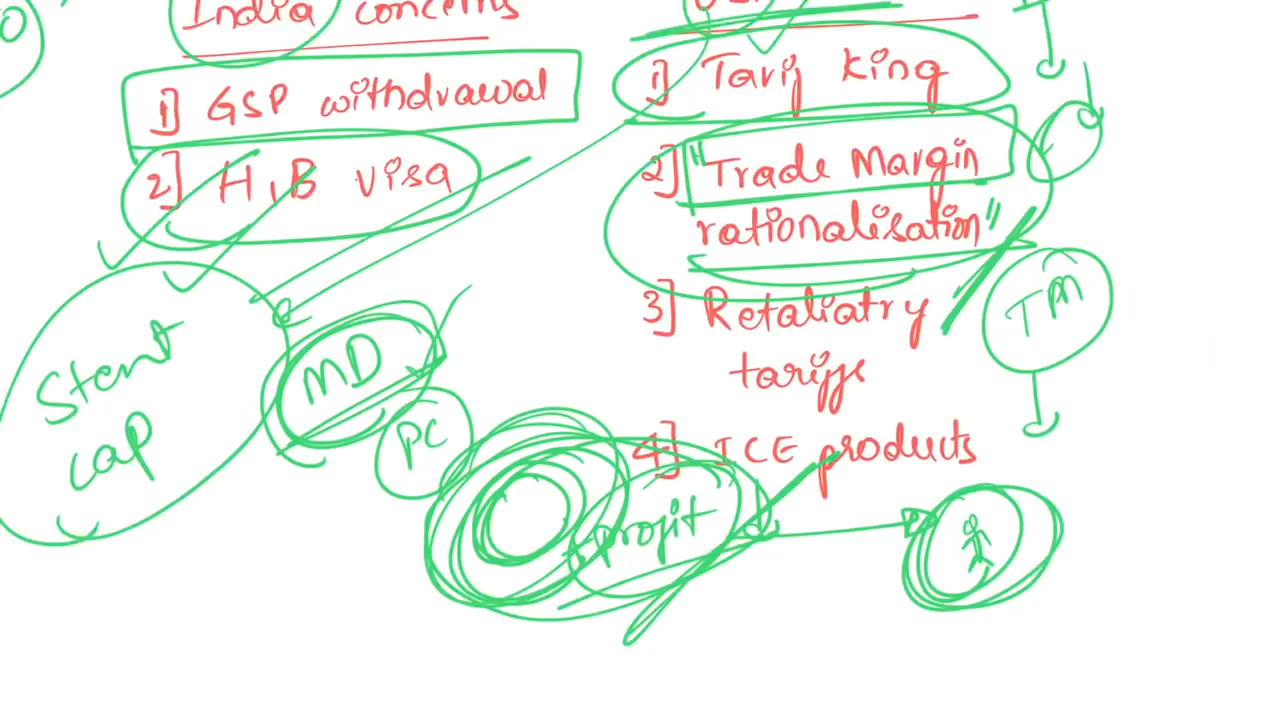 India concerns
1] GSP withdrawal
2] H1B visa
1] Tarif king
2] "Trade Margin
rationalisation"
3] Retaliatry
tariffs
4] ICE products
Stent
cap
MD
PC
profit
TM